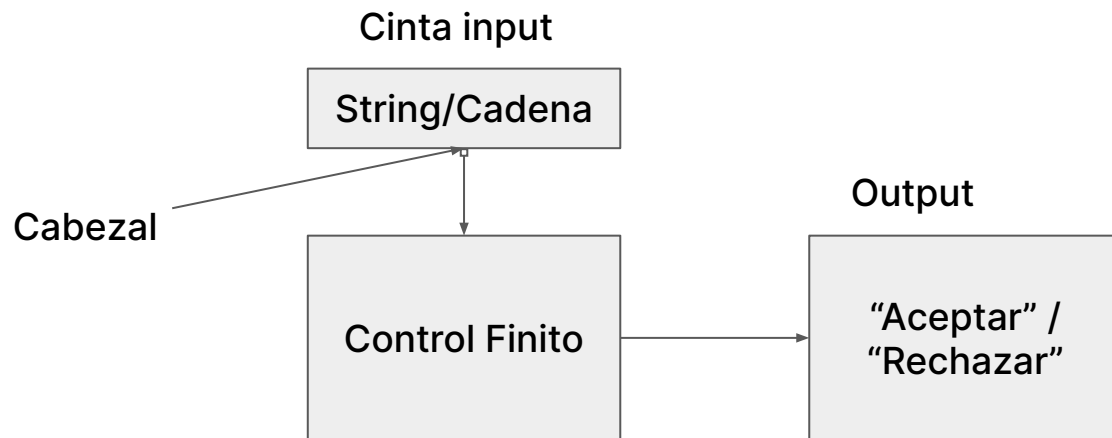 Cinta input
String/Cadena
Cabezal
Output
Control Finito
“Aceptar” /
“Rechazar”